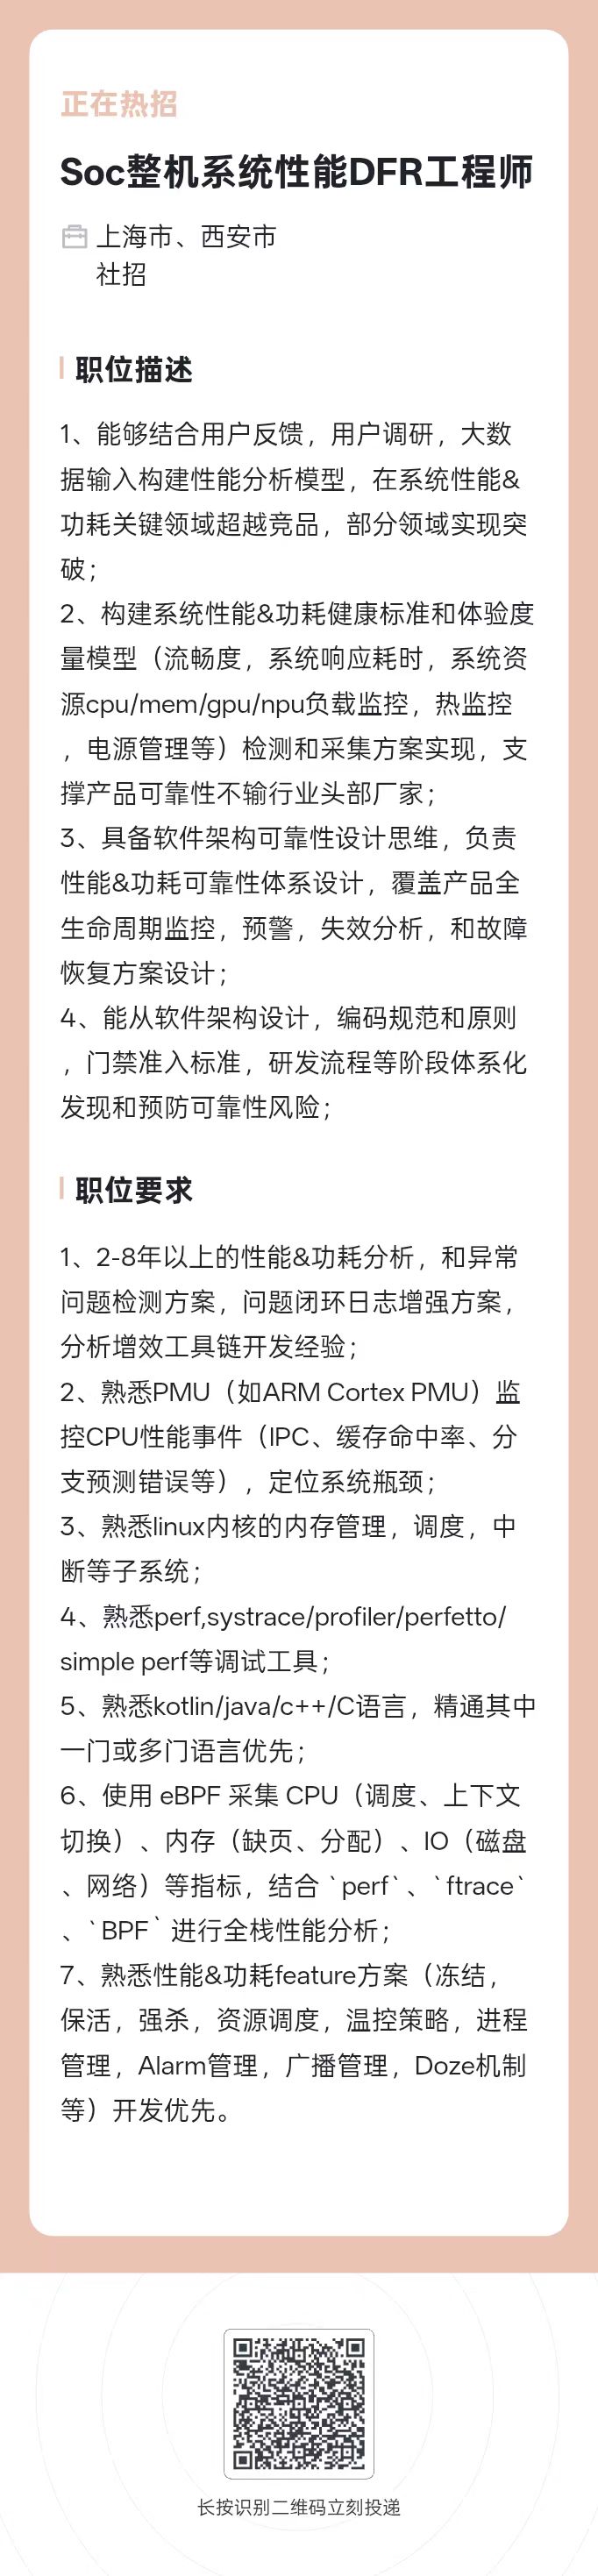 正在热招
Soc整机系统性能DFR工程师
上海市、西安市
社招
职位描述
1、能够结合用户反馈，用户调研，大数
据输入构建性能分析模型，在系统性能&
功耗关键领域超越竞品，部分领域实现突
破；
2、构建系统性能&功耗健康标准和体验度
量模型（流畅度，系统响应耗时，系统资
源cpu/mem/gpu/npu负载监控，热监控
，电源管理等）检测和采集方案实现，支
撑产品可靠性不输行业头部厂家；
3、具备软件架构可靠性设计思维，负责
性能&功耗可靠性体系设计，覆盖产品全
生命周期监控，预警，失效分析，和故障
恢复方案设计；
4、能从软件架构设计，编码规范和原则
，门禁准入标准，研发流程等阶段体系化
发现和预防可靠性风险；
职位要求
1、2-8年以上的性能&功耗分析，和异常
问题检测方案，问题闭环日志增强方案，
分析增效工具链开发经验；
2、熟悉PMU（如ARM Cortex PMU）监
控CPU性能事件（IPC、缓存命中率、分
支预测错误等），定位系统瓶颈；
3、熟悉linux内核的内存管理，调度，中
断等子系统；
4、熟悉perf,systrace/profiler/perfetto/
simple perf等调试工具；
5、熟悉kotlin/java/c++/C语言，精通其中
一门或多门语言优先；
6、使用 eBPF 采集 CPU（调度、上下文
切换）、内存（缺页、分配）、IO（磁盘
、网络）等指标，结合 `perf`、`ftrace`
、`BPF` 进行全栈性能分析；
7、熟悉性能&功耗feature方案（冻结，
保活，强杀，资源调度，温控策略，进程
管理，Alarm管理，广播管理，Doze机制
等）开发优先。
长按识别二维码立刻投递